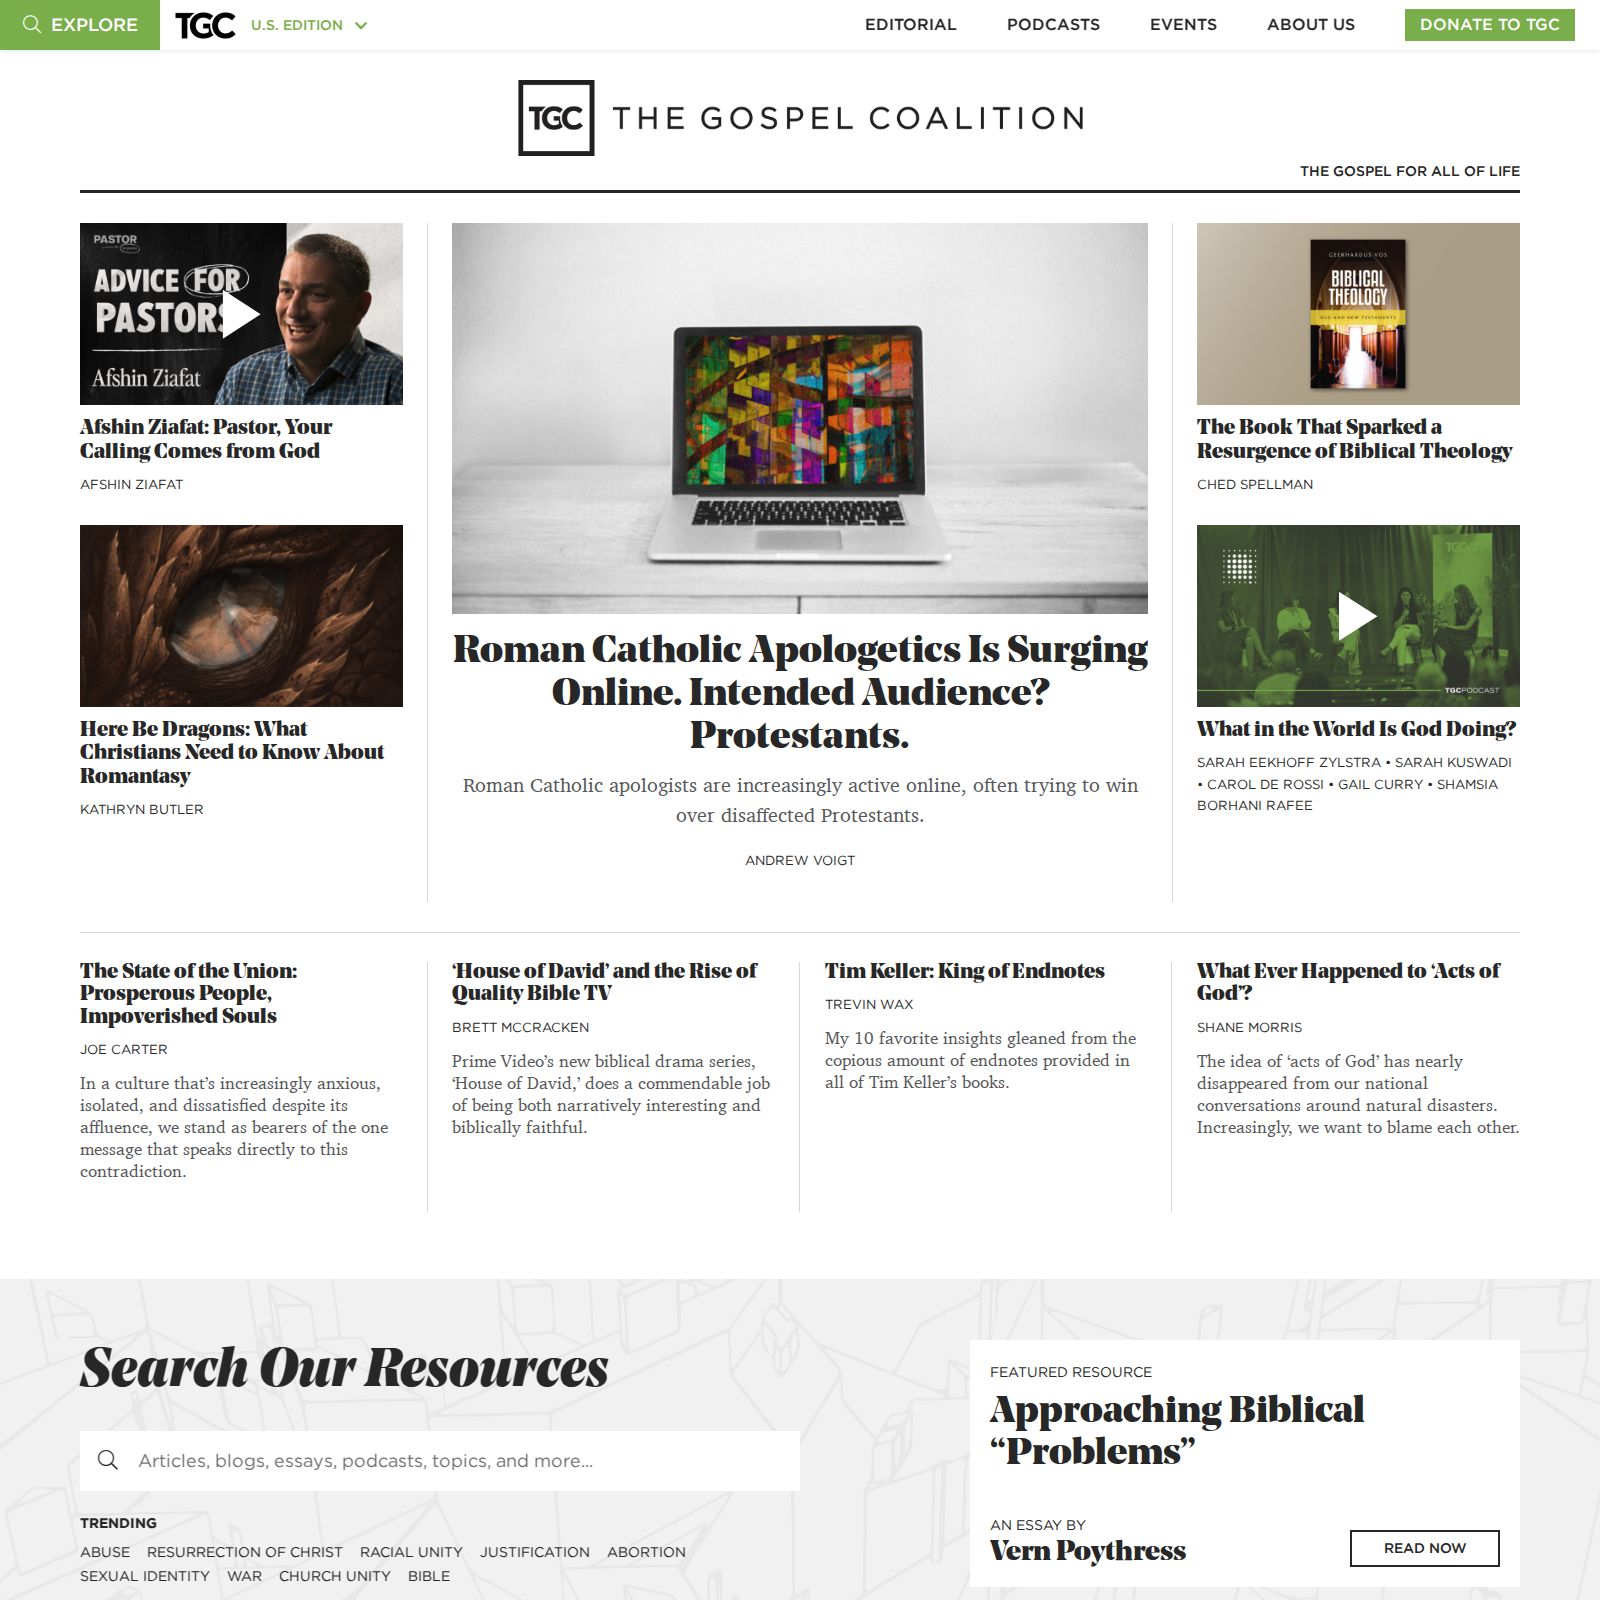 EXPLORE
TGC
U.S. EDITION
EDITORIAL
PODCASTS
EVENTS
ABOUT US
DONATE TO TGC
TGC THE GOSPEL COALITION
THE GOSPEL FOR ALL OF LIFE
PASTOR
ADVICE FOR
PASTORS
Afshin Ziafat
Afshin Ziafat: Pastor, Your
Calling Comes from God
AFSHIN ZIAFAT
Here Be Dragons: What
Christians Need to Know About
Romantasy
KATHRYN BUTLER
Roman Catholic Apologetics Is Surging
Online. Intended Audience?
Protestants.
Roman Catholic apologists are increasingly active online, often trying to win
over disaffected Protestants.
ANDREW VOIGT
GEERHARDUS VOS
BIBLICAL
THEOLOGY
OLD AND NEW TESTAMENTS
The Book That Sparked a
Resurgence of Biblical Theology
CHED SPELLMAN
TGCPODCAST
What in the World Is God Doing?
SARAH EEKHOFF ZYLSTRA • SARAH KUSWADI
• CAROL DE ROSSI • GAIL CURRY • SHAMSIA
BORHANI RAFEE
The State of the Union:
Prosperous People,
Impoverished Souls
JOE CARTER
In a culture that’s increasingly anxious,
isolated, and dissatisfied despite its
affluence, we stand as bearers of the one
message that speaks directly to this
contradiction.
‘House of David’ and the Rise of
Quality Bible TV
BRETT MCCRACKEN
Prime Video’s new biblical drama series,
‘House of David,’ does a commendable job
of being both narratively interesting and
biblically faithful.
Tim Keller: King of Endnotes
TREVIN WAX
My 10 favorite insights gleaned from the
copious amount of endnotes provided in
all of Tim Keller’s books.
What Ever Happened to ‘Acts of
God’?
SHANE MORRIS
The idea of ‘acts of God’ has nearly
disappeared from our national
conversations around natural disasters.
Increasingly, we want to blame each other.
Search Our Resources
Articles, blogs, essays, podcasts, topics, and more...
TRENDING
ABUSE RESURRECTION OF CHRIST RACIAL UNITY JUSTIFICATION ABORTION
SEXUAL IDENTITY WAR CHURCH UNITY BIBLE
FEATURED RESOURCE
Approaching Biblical
“Problems”
AN ESSAY BY
Vern Poythress
READ NOW